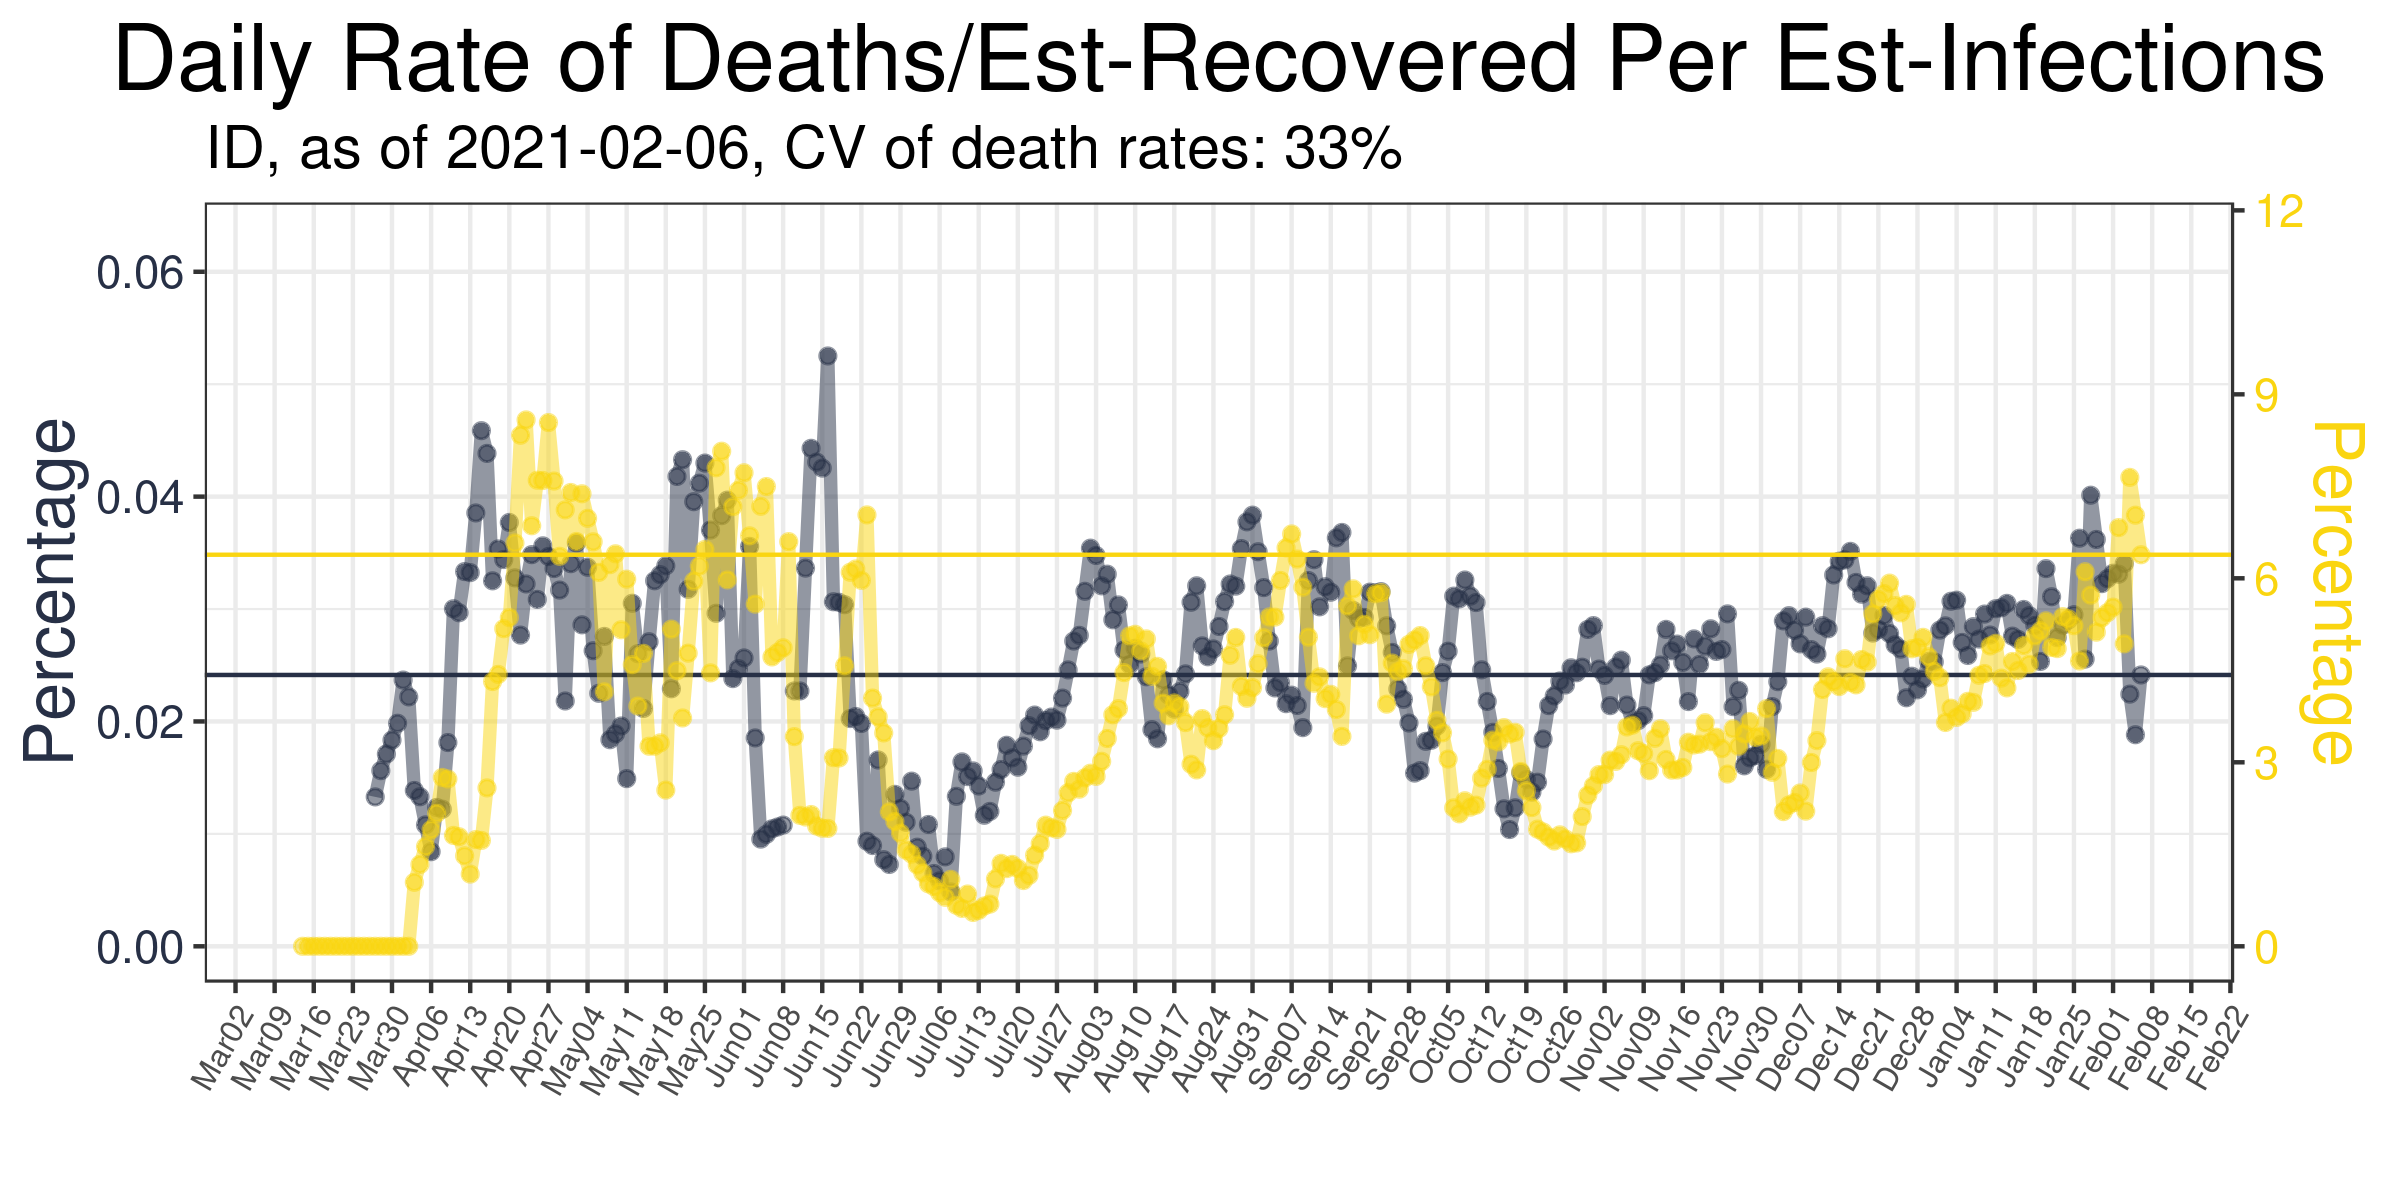 Daily Rate of Deaths/Est-Recovered Per Est-Infections
ID, as of 2021-02-06, CV of death rates: 33%
Percentage
0.06
0.04
0.02
0.00
12
9
6
3
0
Percentage
Mar02
Mar09
Mar16
Mar23
Mar30
Apr06
Apr13
Apr20
Apr27
May04
May11
May18
May25
Jun01
Jun08
Jun15
Jun22
Jun29
Jul06
Jul13
Jul20
Jul27
Aug03
Aug10
Aug17
Aug24
Aug31
Sep07
Sep14
Sep21
Sep28
Oct05
Oct12
Oct19
Oct26
Nov02
Nov09
Nov16
Nov23
Nov30
Dec07
Dec14
Dec21
Dec28
Jan04
Jan11
Jan18
Jan25
Feb01
Feb08
Feb15
Feb22